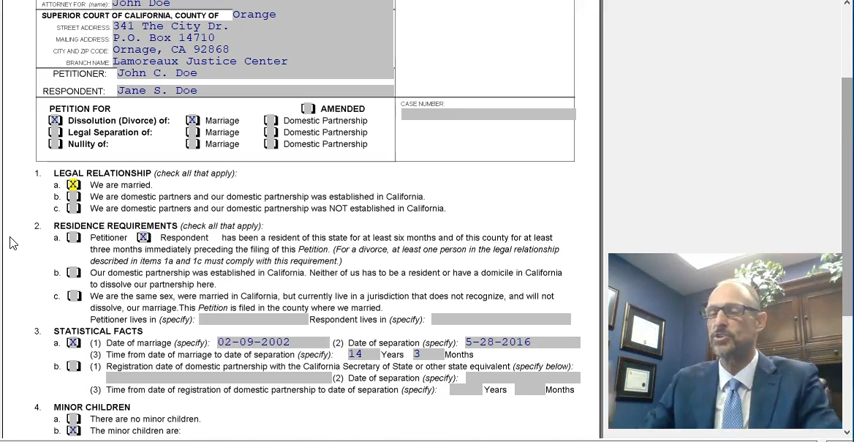 ATTORNEY FOR (name): John Doe
SUPERIOR COURT OF CALIFORNIA, COUNTY OF Orange
STREET ADDRESS: 341 The City Dr.
MAILING ADDRESS: P.O. Box 14710
CITY AND ZIP CODE: Ornage, CA 92868
BRANCH NAME: Lamoreaux Justice Center
PETITIONER: John C. Doe
RESPONDENT: Jane S. Doe
PETITION FOR AMENDED
CASE NUMBER:
X Dissolution (Divorce) of: X Marriage Domestic Partnership
Legal Separation of: Marriage Domestic Partnership
Nullity of: Marriage Domestic Partnership
1. LEGAL RELATIONSHIP (check all that apply):
a. X We are married.
b. We are domestic partners and our domestic partnership was established in California.
c. We are domestic partners and our domestic partnership was NOT established in California.
2. RESIDENCE REQUIREMENTS (check all that apply):
a. Petitioner X Respondent has been a resident of this state for at least six months and of this county for at least
three months immediately preceding the filing of this Petition. (For a divorce, at least one person in the legal relationship
described in items 1a and 1c must comply with this requirement.)
b. Our domestic partnership was established in California. Neither of us has to be a resident or have a domicile in California
to dissolve our partnership here.
c. We are the same sex, were married in California, but currently live in a jurisdiction that does not recognize, and will not
dissolve, our marriage.This Petition is filed in the county where we married.
Petitioner lives in (specify): Respondent lives in (specify):
3. STATISTICAL FACTS
a. X (1) Date of marriage (specify): 02-09-2002 (2) Date of separation (specify): 5-28-2016
(3) Time from date of marriage to date of separation (specify): 14 Years 3 Months
b. (1) Registration date of domestic partnership with the California Secretary of State or other state equivalent (specify below):
(2) Date of separation (specify):
(3) Time from date of registration of domestic partnership to date of separation (specify): Years Months
4. MINOR CHILDREN
a. There are no minor children.
b. X The minor children are: